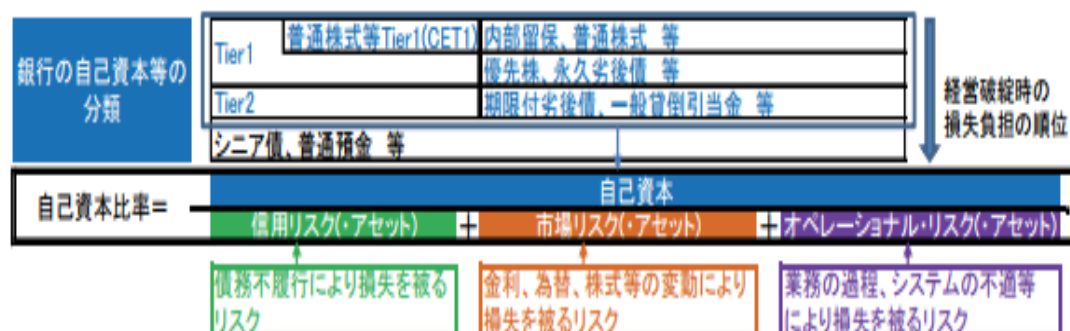 銀行の自己資本等の
分類
Tier1
普通株式等Tier1(CET1)
内部留保、普通株式 等
優先株、永久劣後債 等
Tier2
期限付劣後債、一般貸倒引当金 等
シニア債、普通預金 等
経営破綻時の
損失負担の順位
自己資本比率＝
自己資本
信用リスク(・アセット)
＋
市場リスク(・アセット)
＋
オペレーショナル・リスク(・アセット)
債務不履行により損失を被る
リスク
金利、為替、株式等の変動により
損失を被るリスク
業務の過程、システムの不適等
により損失を被るリスク